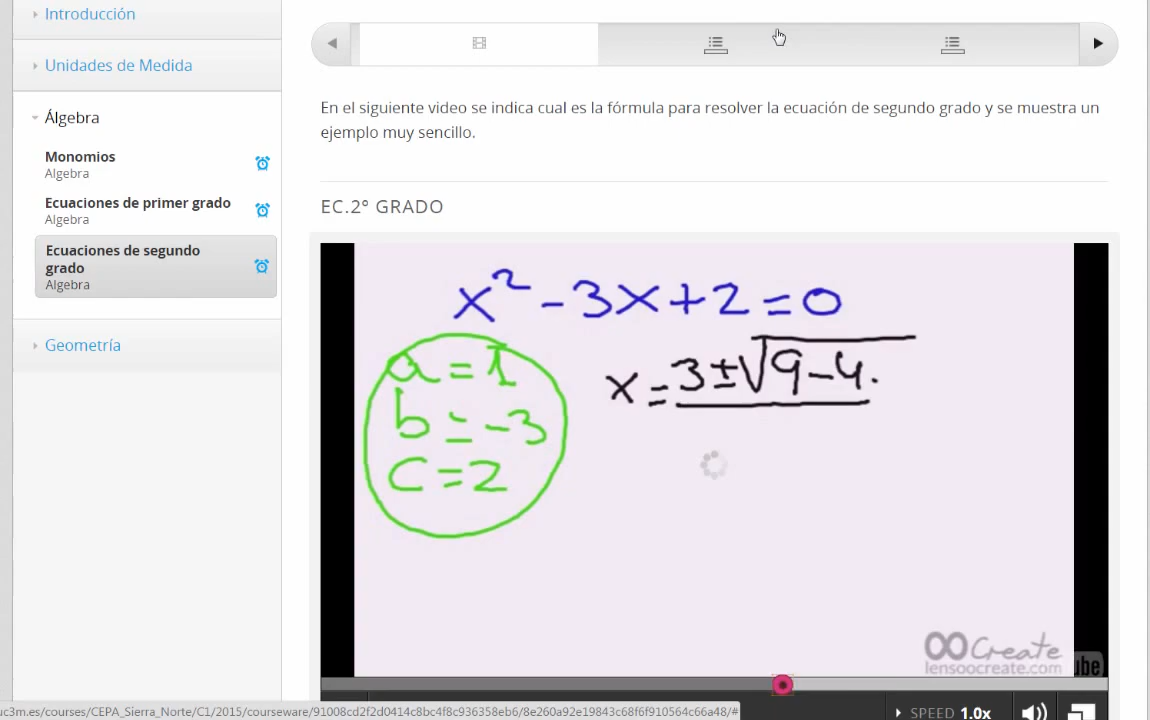 Introducción
Unidades de Medida
Álgebra
Monomios
Algebra
Ecuaciones de primer grado
Algebra
Ecuaciones de segundo
grado
Algebra
Geometría
En el siguiente video se indica cual es la fórmula para resolver la ecuación de segundo grado y se muestra un
ejemplo muy sencillo.
EC.2º GRADO
x² - 3x + 2 = 0
a = 1
b = -3
c = 2
x = 3 ± √9 - 4.
Create
lensoocreate.com
ube
uc3m.es/courses/CEPA_Sierra_Norte/C1/2015/courseware/91008cd2f2d0414c8bc4f8c936358eb6/8e260a92e19843c68f6f910564c66a48/#
SPEED 1.0x